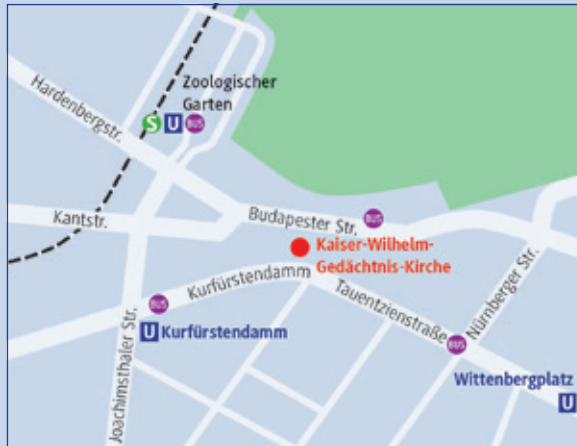 Zoologischer
Garten
Hardenbergstr.
S U BUS
Kantstr.
Budapester Str.
BUS
Kaiser-Wilhelm-
Gedächtnis-Kirche
Kurfürstendamm
Nürnberger Str.
BUS
Tauentzienstraße
U Kurfürstendamm
BUS
Joachimsthaler Str.
Wittenbergplatz
U